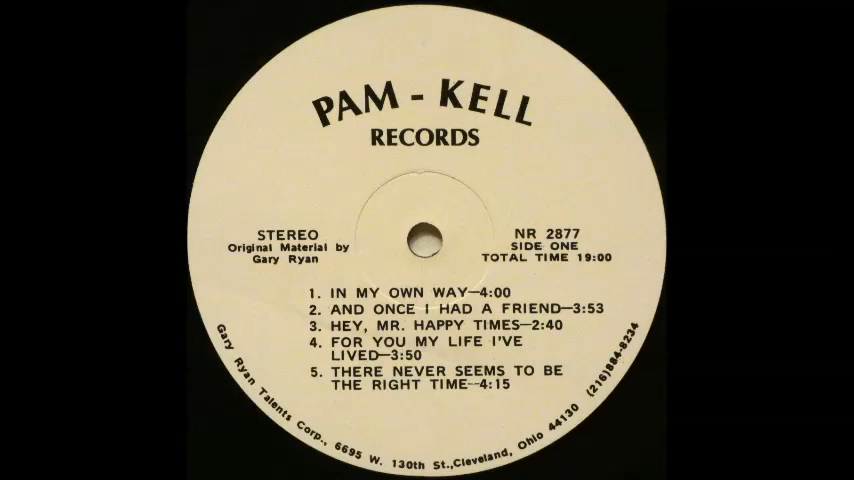 PAM - KELL
RECORDS
STEREO
Original Material by
Gary Ryan
NR 2877
SIDE ONE
TOTAL TIME 19:00
1. IN MY OWN WAY—4:00
2. AND ONCE I HAD A FRIEND—3:53
3. HEY, MR. HAPPY TIMES—2:40
4. FOR YOU MY LIFE I'VE
LIVED—3:50
5. THERE NEVER SEEMS TO BE
THE RIGHT TIME--4:15
Gary Ryan Talents Corp., 6695 W. 130th St.,Cleveland, Ohio 44130 (216)884-8234